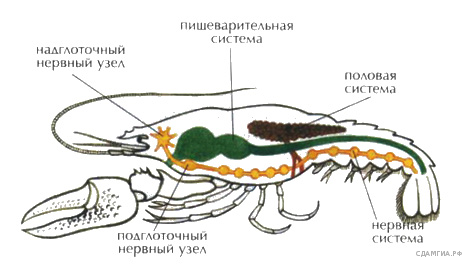 пищеварительная
система
надглоточный
нервный узел
половая
система
подглоточный
нервный узел
нервная
система
СДАМГИА.РФ